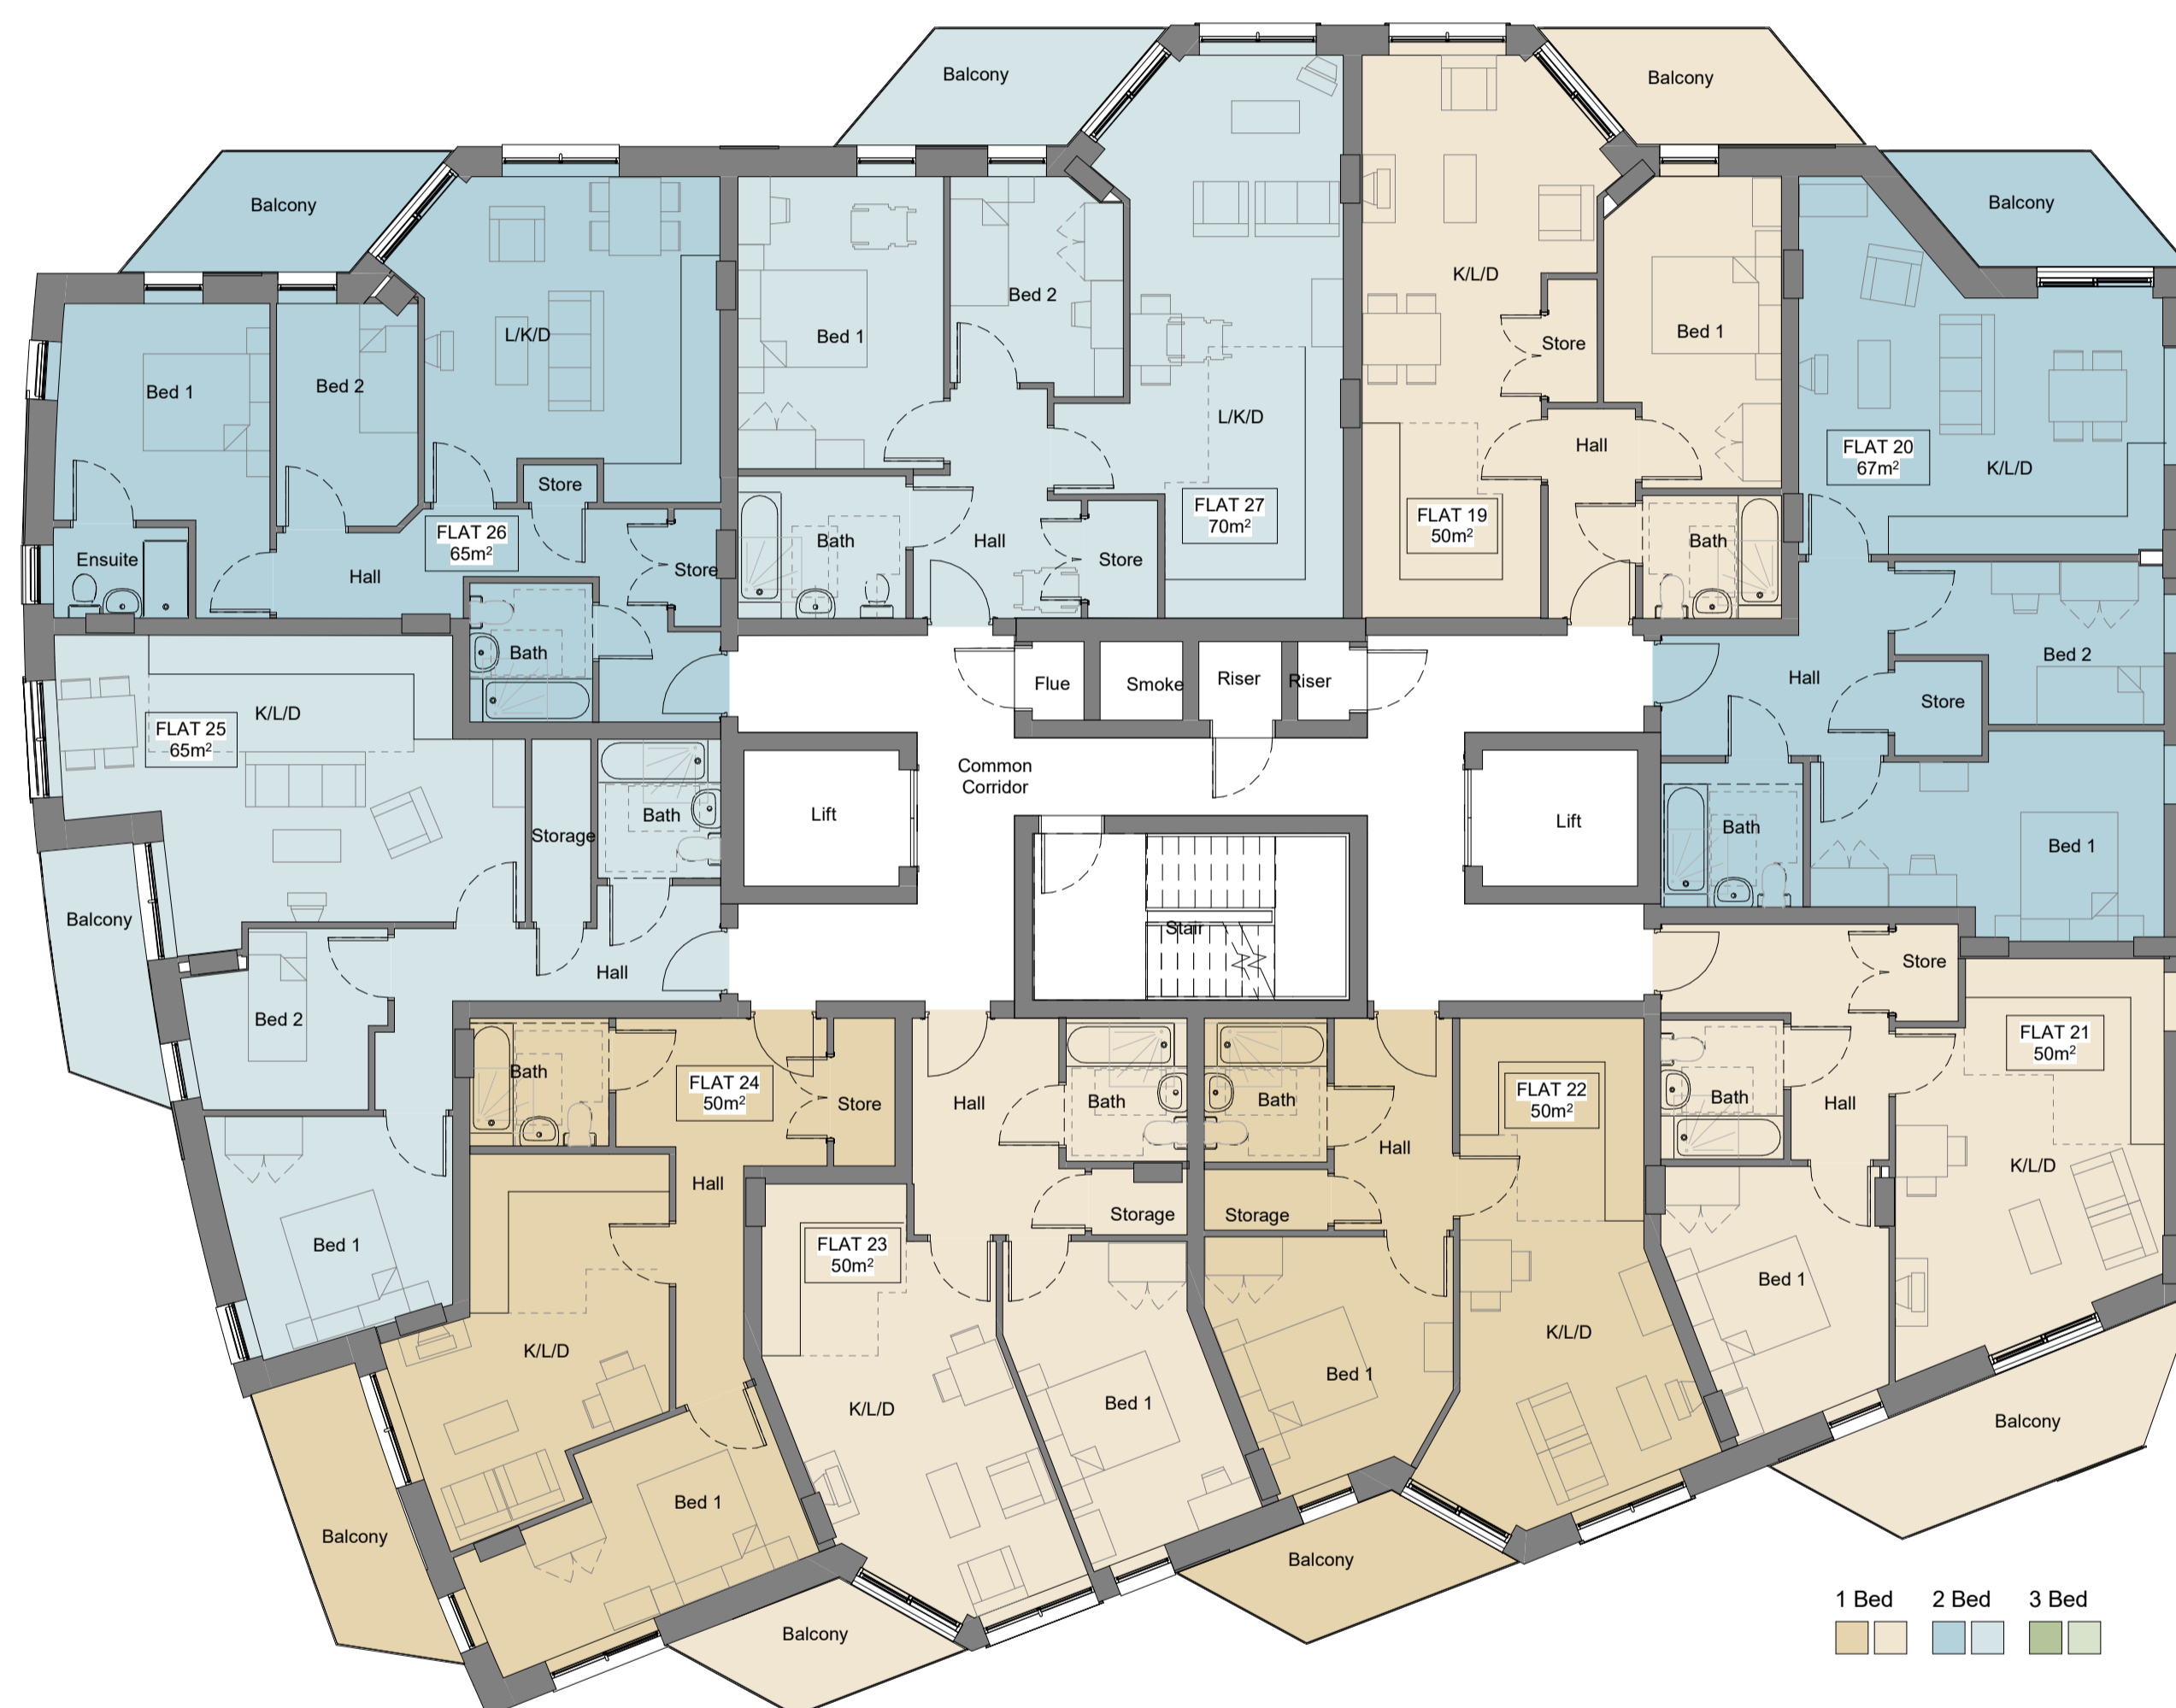 Balcony
Balcony
Balcony
Balcony
Bed 1
Bed 2
L/K/D
Store
Ensuite
Hall
FLAT 26
65m²
Store
Bath
Bed 1
Bed 2
L/K/D
FLAT 27
70m²
Bath
Hall
Store
K/L/D
Store
Bed 1
Hall
FLAT 19
50m²
Bath
FLAT 20
67m²
K/L/D
Bed 2
Hall
Store
Bath
Bed 1
Flue
Smoke
Riser
Riser
Common
Corridor
Lift
Lift
Stair
K/L/D
FLAT 25
65m²
Storage
Bath
Balcony
Hall
Bed 2
Bed 1
Bath
FLAT 24
50m²
Store
Hall
K/L/D
Bed 1
Balcony
Hall
Bath
Storage
FLAT 23
50m²
K/L/D
Bed 1
Balcony
Bath
FLAT 22
50m²
Hall
Storage
Bed 1
K/L/D
Balcony
Store
FLAT 21
50m²
Bath
Hall
K/L/D
Bed 1
Balcony
1 Bed
2 Bed
3 Bed